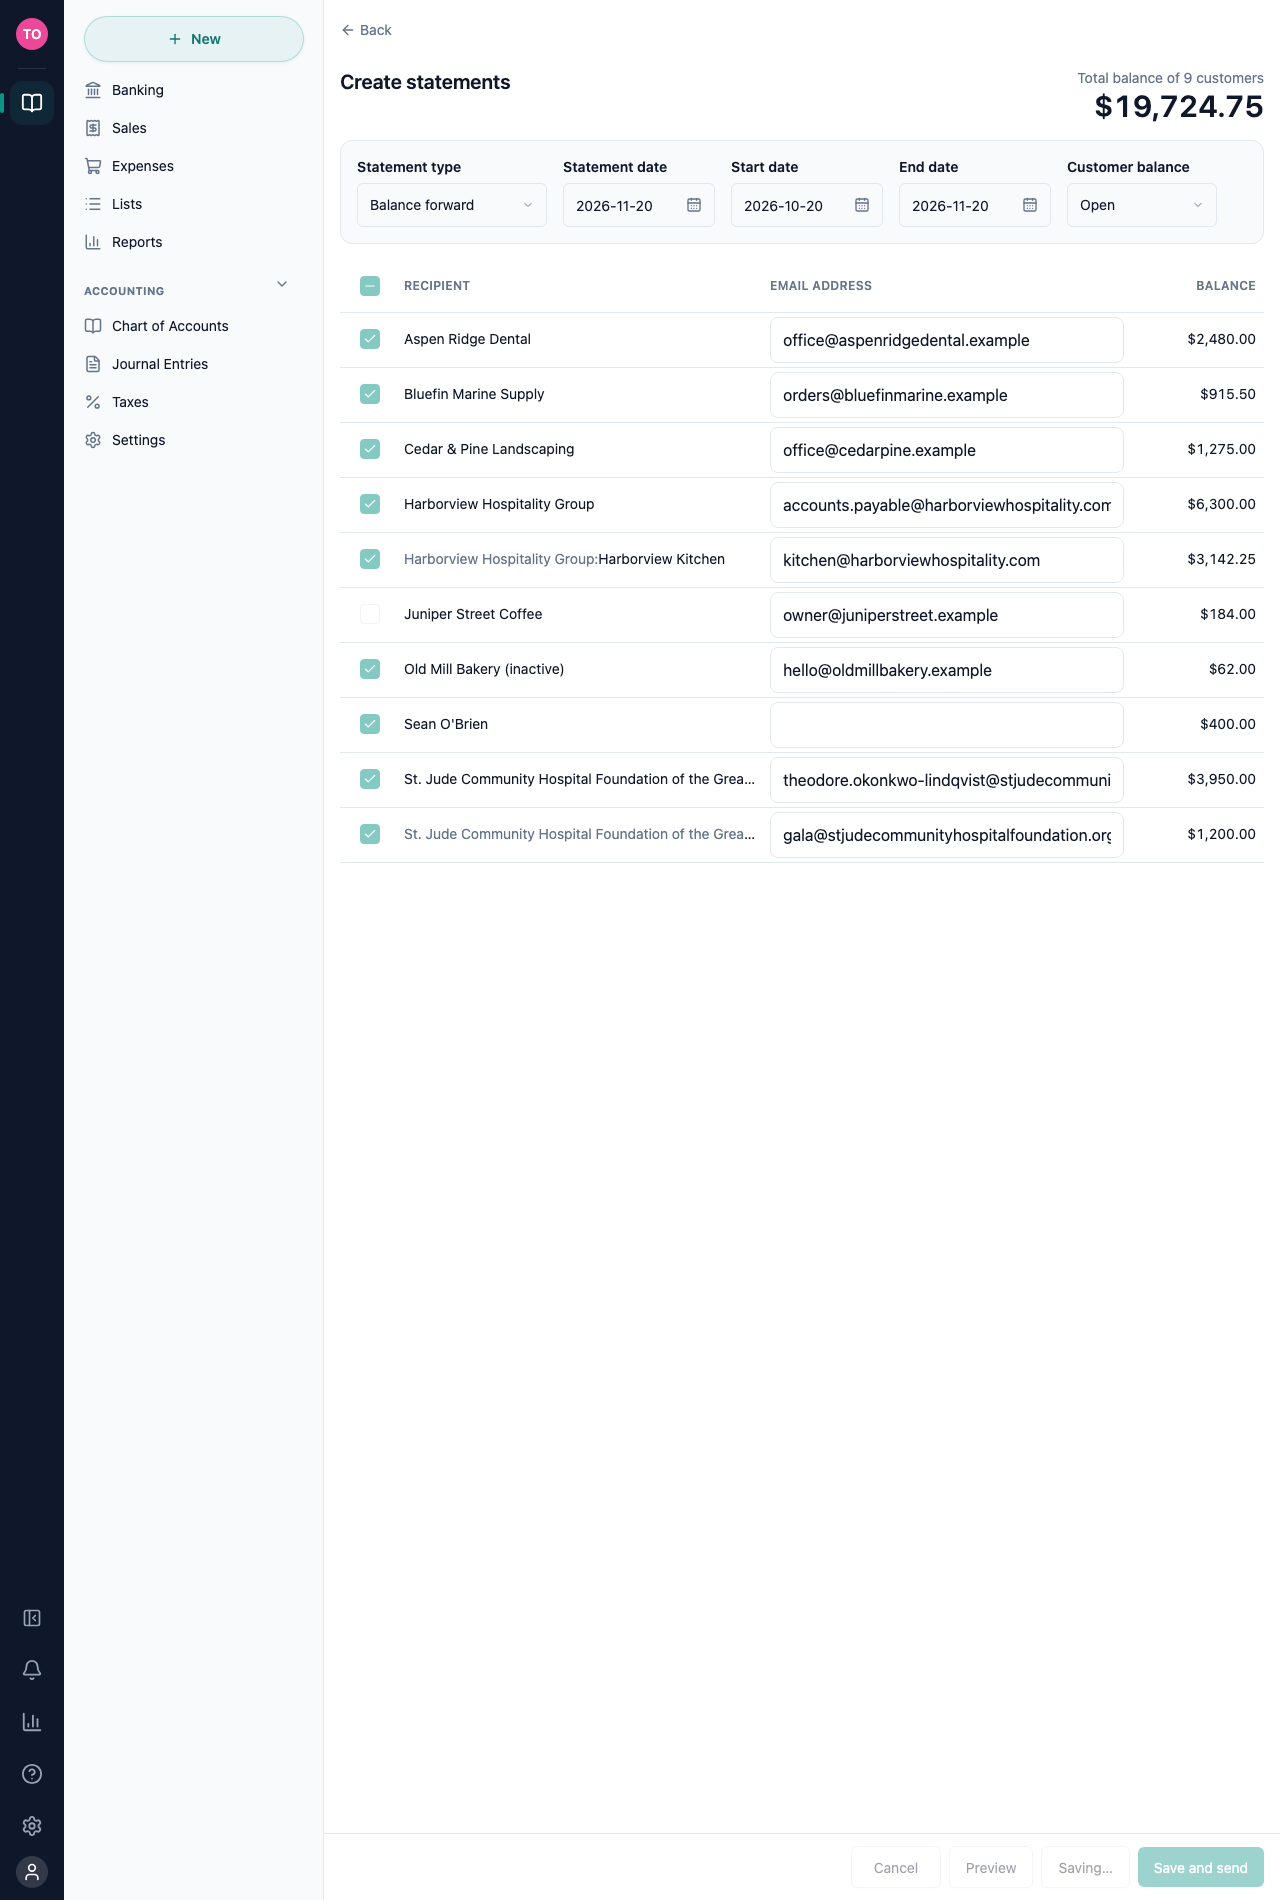 TO
New
Banking
Sales
Expenses
Lists
Reports
ACCOUNTING
Chart of Accounts
Journal Entries
Taxes
Settings
Back
Create statements
Total balance of 9 customers
$19,724.75
Statement type Statement date Start date End date Customer balance
Balance forward 2026-11-20 2026-10-20 2026-11-20 Open
RECIPIENT EMAIL ADDRESS BALANCE
Aspen Ridge Dental office@aspenridgedental.example $2,480.00
Bluefin Marine Supply orders@bluefinmarine.example $915.50
Cedar & Pine Landscaping office@cedarpine.example $1,275.00
Harborview Hospitality Group accounts.payable@harborviewhospitality.com $6,300.00
Harborview Hospitality Group:Harborview Kitchen kitchen@harborviewhospitality.com $3,142.25
Juniper Street Coffee owner@juniperstreet.example $184.00
Old Mill Bakery (inactive) hello@oldmillbakery.example $62.00
Sean O'Brien $400.00
St. Jude Community Hospital Foundation of the Grea... theodore.okonkwo-lindqvist@stjudecommuni $3,950.00
St. Jude Community Hospital Foundation of the Grea... gala@stjudecommunityhospitalfoundation.org $1,200.00
Cancel Preview Saving... Save and send